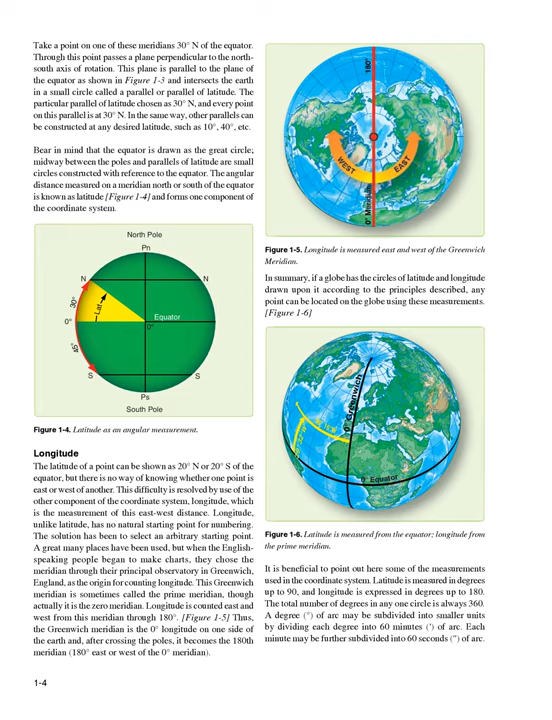 Take a point on one of these meridians 30° N of the equator.
Through this point passes a plane perpendicular to the north-
south axis of rotation. This plane is parallel to the plane of
the equator as shown in Figure 1-3 and intersects the earth
in a small circle called a parallel or parallel of latitude. The
particular parallel of latitude chosen as 30° N, and every point
on this parallel is at 30° N. In the same way, other parallels can
be constructed at any desired latitude, such as 10°, 40°, etc.
Bear in mind that the equator is drawn as the great circle;
midway between the poles and parallels of latitude are small
circles constructed with reference to the equator. The angular
distance measured on a meridian north or south of the equator
is known as latitude [Figure 1-4] and forms one component of
the coordinate system.
North Pole
Pn
N
N
30°
Lat
0°
Equator
0°
45°
S
S
Ps
South Pole
Figure 1-4. Latitude as an angular measurement.
Longitude
The latitude of a point can be shown as 20° N or 20° S of the
equator, but there is no way of knowing whether one point is
east or west of another. This difficulty is resolved by use of the
other component of the coordinate system, longitude, which
is the measurement of this east-west distance. Longitude,
unlike latitude, has no natural starting point for numbering.
The solution has been to select an arbitrary starting point.
A great many places have been used, but when the English-
speaking people began to make charts, they chose the
meridian through their principal observatory in Greenwich,
England, as the origin for counting longitude. This Greenwich
meridian is sometimes called the prime meridian, though
actually it is the zero meridian. Longitude is counted east and
west from this meridian through 180°. [Figure 1-5] Thus,
the Greenwich meridian is the 0° longitude on one side of
the earth and, after crossing the poles, it becomes the 180th
meridian (180° east or west of the 0° meridian).
180°
WEST
EAST
0° Meridian
Figure 1-5. Longitude is measured east and west of the Greenwich
Meridian.
In summary, if a globe has the circles of latitude and longitude
drawn upon it according to the principles described, any
point can be located on the globe using these measurements.
[Figure 1-6]
0° Greenwich
0° Equator
Figure 1-6. Latitude is measured from the equator; longitude from
the prime meridian.
It is beneficial to point out here some of the measurements
used in the coordinate system. Latitude is measured in degrees
up to 90, and longitude is expressed in degrees up to 180.
The total number of degrees in any one circle is always 360.
A degree (°) of arc may be subdivided into smaller units
by dividing each degree into 60 minutes (') of arc. Each
minute may be further subdivided into 60 seconds (") of arc.
1-4